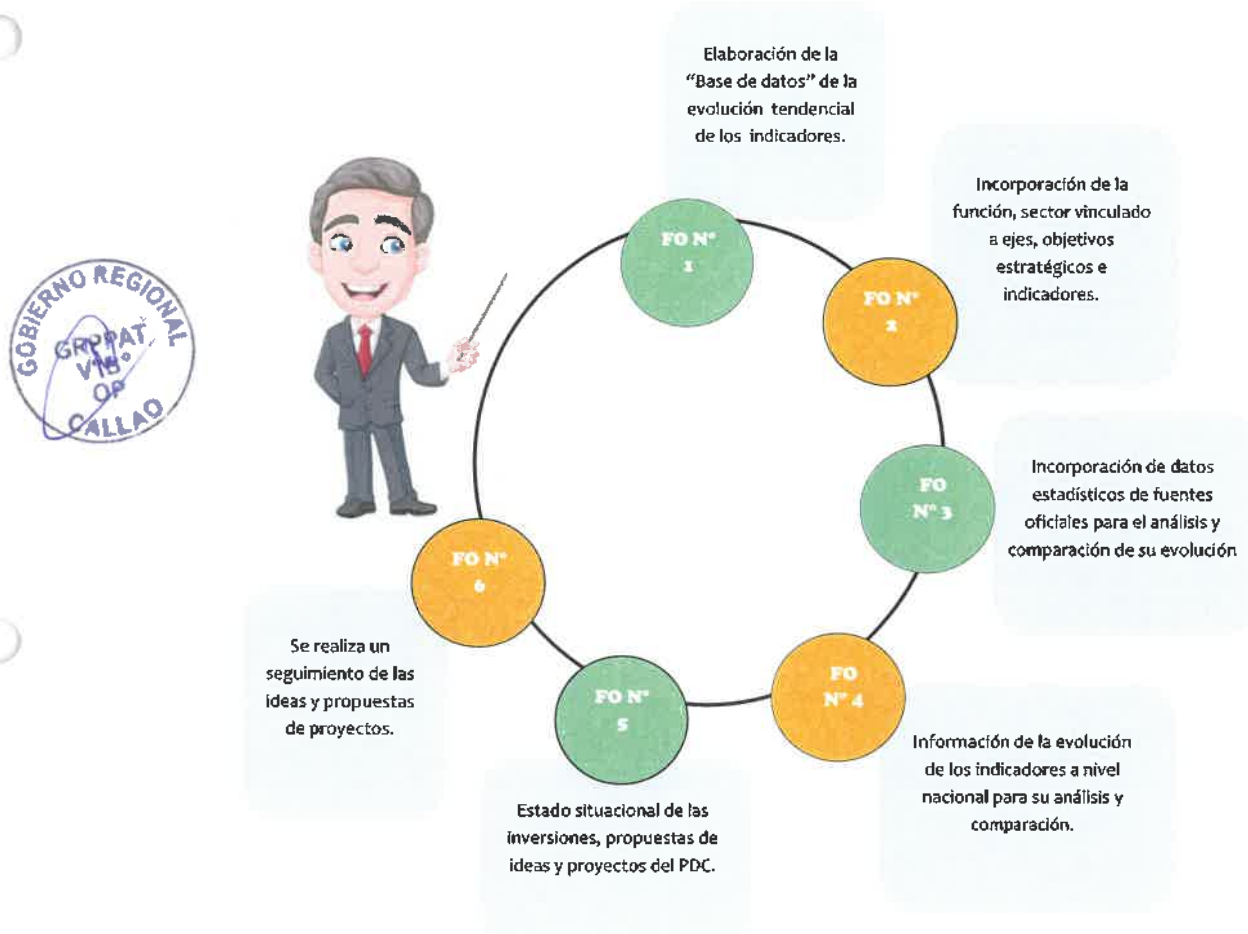 Elaboración de la
“Base de datos” de la
evolución tendencial
de los indicadores.
FO N°
1
Incorporación de la
función, sector vinculado
a ejes, objetivos
estratégicos e
indicadores.
FO N°
2
GOBIERNO REGIONAL
GRPPAT
V°B°
OP
CALLAO
Incorporación de datos
estadísticos de fuentes
oficiales para el análisis y
comparación de su evolución
FO
N° 3
FO N°
6
Se realiza un
seguimiento de las
ideas y propuestas
de proyectos.
FO
N° 4
FO N°
5
Información de la evolución
de los indicadores a nivel
nacional para su análisis y
comparación.
Estado situacional de las
inversiones, propuestas de
ideas y proyectos del PDC.